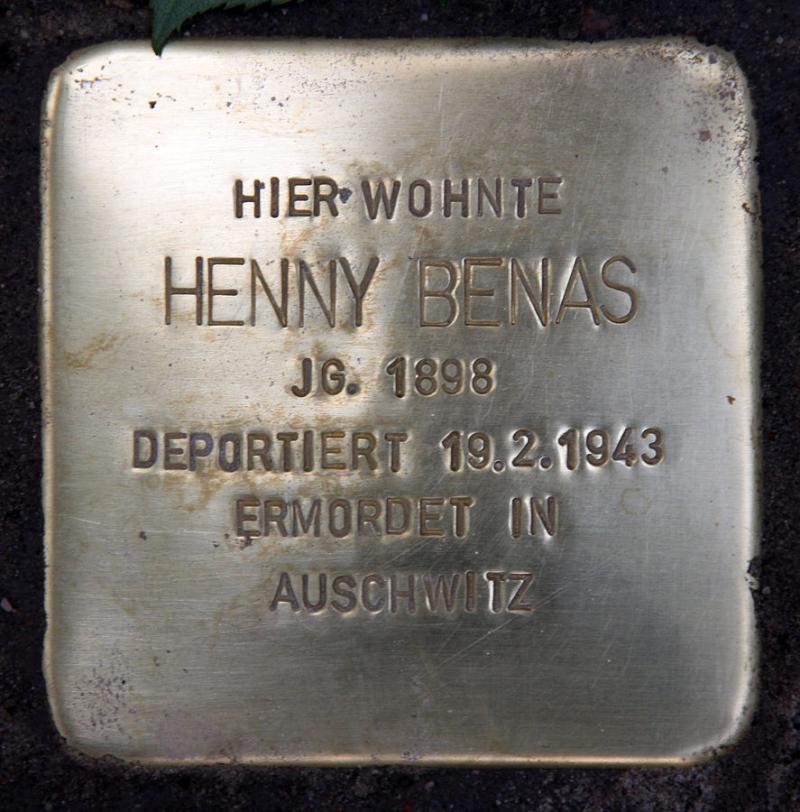 HIER WOHNTE
HENNY BENAS
JG. 1898
DEPORTIERT 19.2.1943
ERMORDET IN
AUSCHWITZ